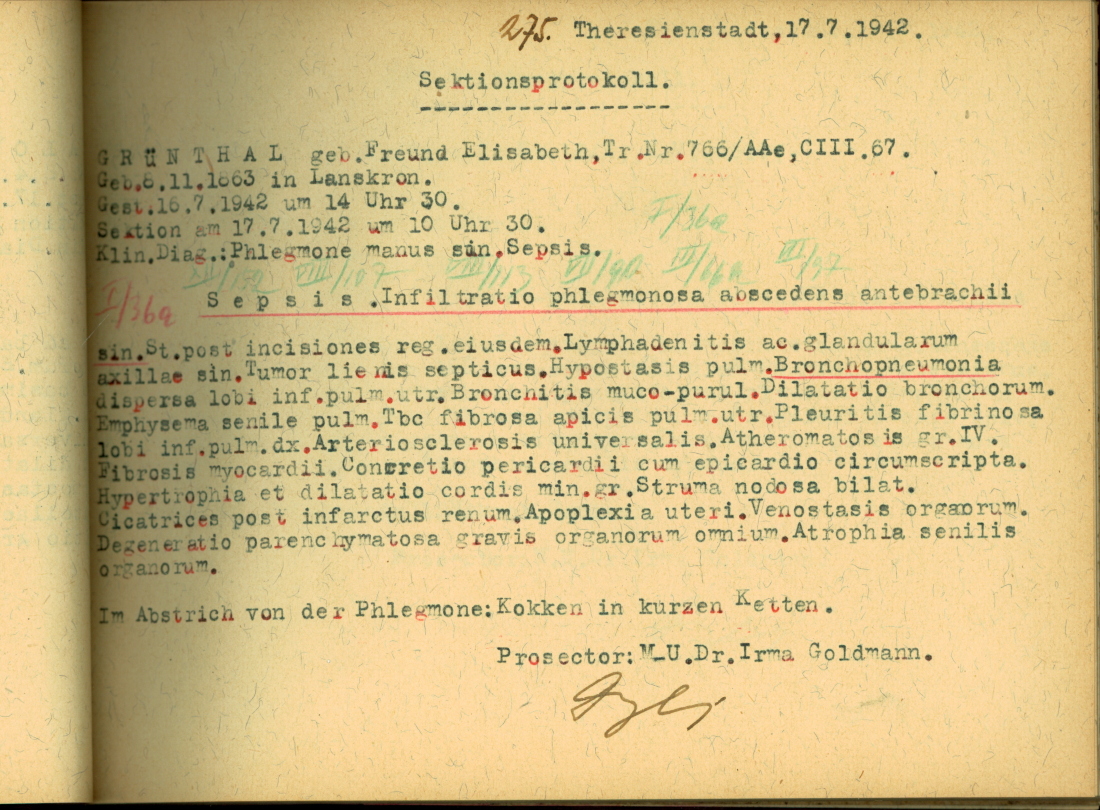 275. Theresienstadt,17.7.1942.
Sektionsprotokoll.
G R Ü N T H A L geb.Freund Elisabeth,Tr.Nr.766/AAe,CIII.67.
Geb.8.11.1863 in Lanskron.
Gest.16.7.1942 um 14 Uhr 30.
Sektion am 17.7.1942 um 10 Uhr 30.
I/36a
Klin.Diag.:Phlegmone manus sin.Sepsis.
I/36a
S e p s i s .Infiltratio phlegmonosa abscedens antebrachii
sin.St.post incisiones reg.eiusdem.Lymphadenitis ac.glandularum
axillae sin.Tumor lienis septicus.Hypostasis pulm.Bronchopneumonia
dispersa lobi inf.pulm.utr.Bronchitis muco-purul.Dilatatio bronchorum.
Emphysema senile pulm.Tbc fibrosa apicis pulm.utr.Pleuritis fibrinosa
lobi inf.pulm.dx.Arteriosclerosis universalis.Atheromatosis gr.IV.
Fibrosis myocardii.Concretio pericardii cum epicardio circumscripta.
Hypertrophia et dilatatio cordis min.gr.Struma nodosa bilat.
Cicatrices post infarctus renum.Apoplexia uteri.Venostasis organorum.
Degeneratio parenchymatosa gravis organorum omnium.Atrophia senilis
organorum.
Im Abstrich von der Phlegmone:Kokken in kurzen Ketten.
Prosector:M.U.Dr.Irma Goldmann.